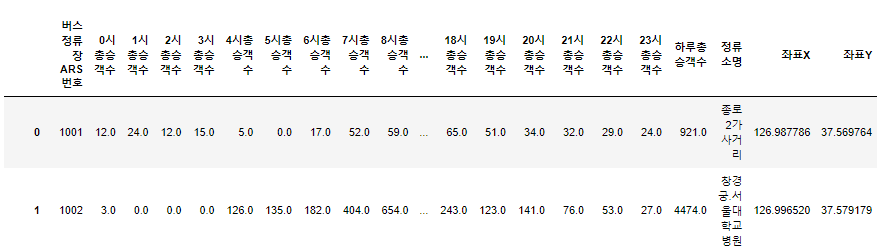 버스
정류
장
ARS
번호
0시
총승
객수
1시
총승
객수
2시
총승
객수
3시
총승
객수
4시총
승객
수
5시총
승객
수
6시총
승객
수
7시총
승객
수
8시총
승객
수
...
18시
총승
객수
19시
총승
객수
20시
총승
객수
21시
총승
객수
22시
총승
객수
23시
총승
객수
하루총
승객수
정류
소명
좌표X
좌표Y
0 1001 12.0 24.0 12.0 15.0 5.0 0.0 17.0 52.0 59.0 ... 65.0 51.0 34.0 32.0 29.0 24.0 921.0
종로
2가
사거
리
126.987786 37.569764
1 1002 3.0 0.0 0.0 0.0 126.0 135.0 182.0 404.0 654.0 ... 243.0 123.0 141.0 76.0 53.0 27.0 4474.0
창경
궁.서
울대
학교
병원
126.996520 37.579179